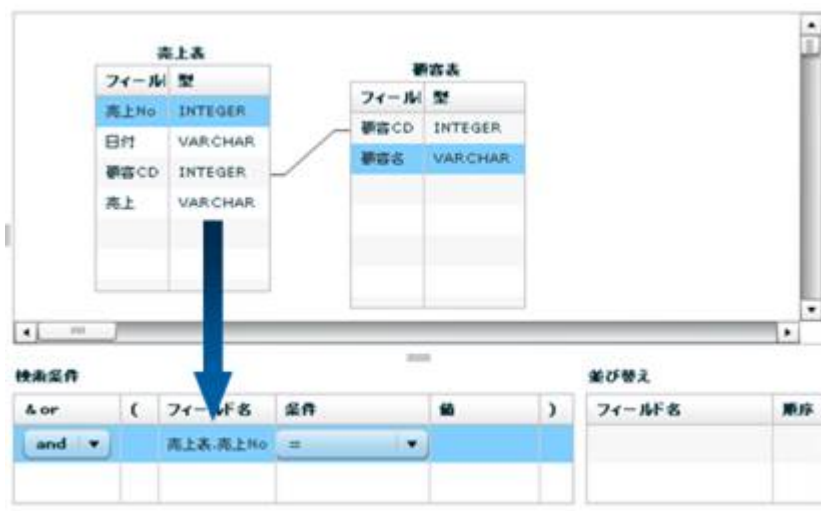 売上表
フィールド 型
売上No INTEGER
日付 VARCHAR
顧客CD INTEGER
売上 VARCHAR
顧客表
フィールド 型
顧客CD INTEGER
顧客名 VARCHAR
検索条件
& or ( フィールド名 条件 値 )
and 売上表.売上No =
並び替え
フィールド名 順序